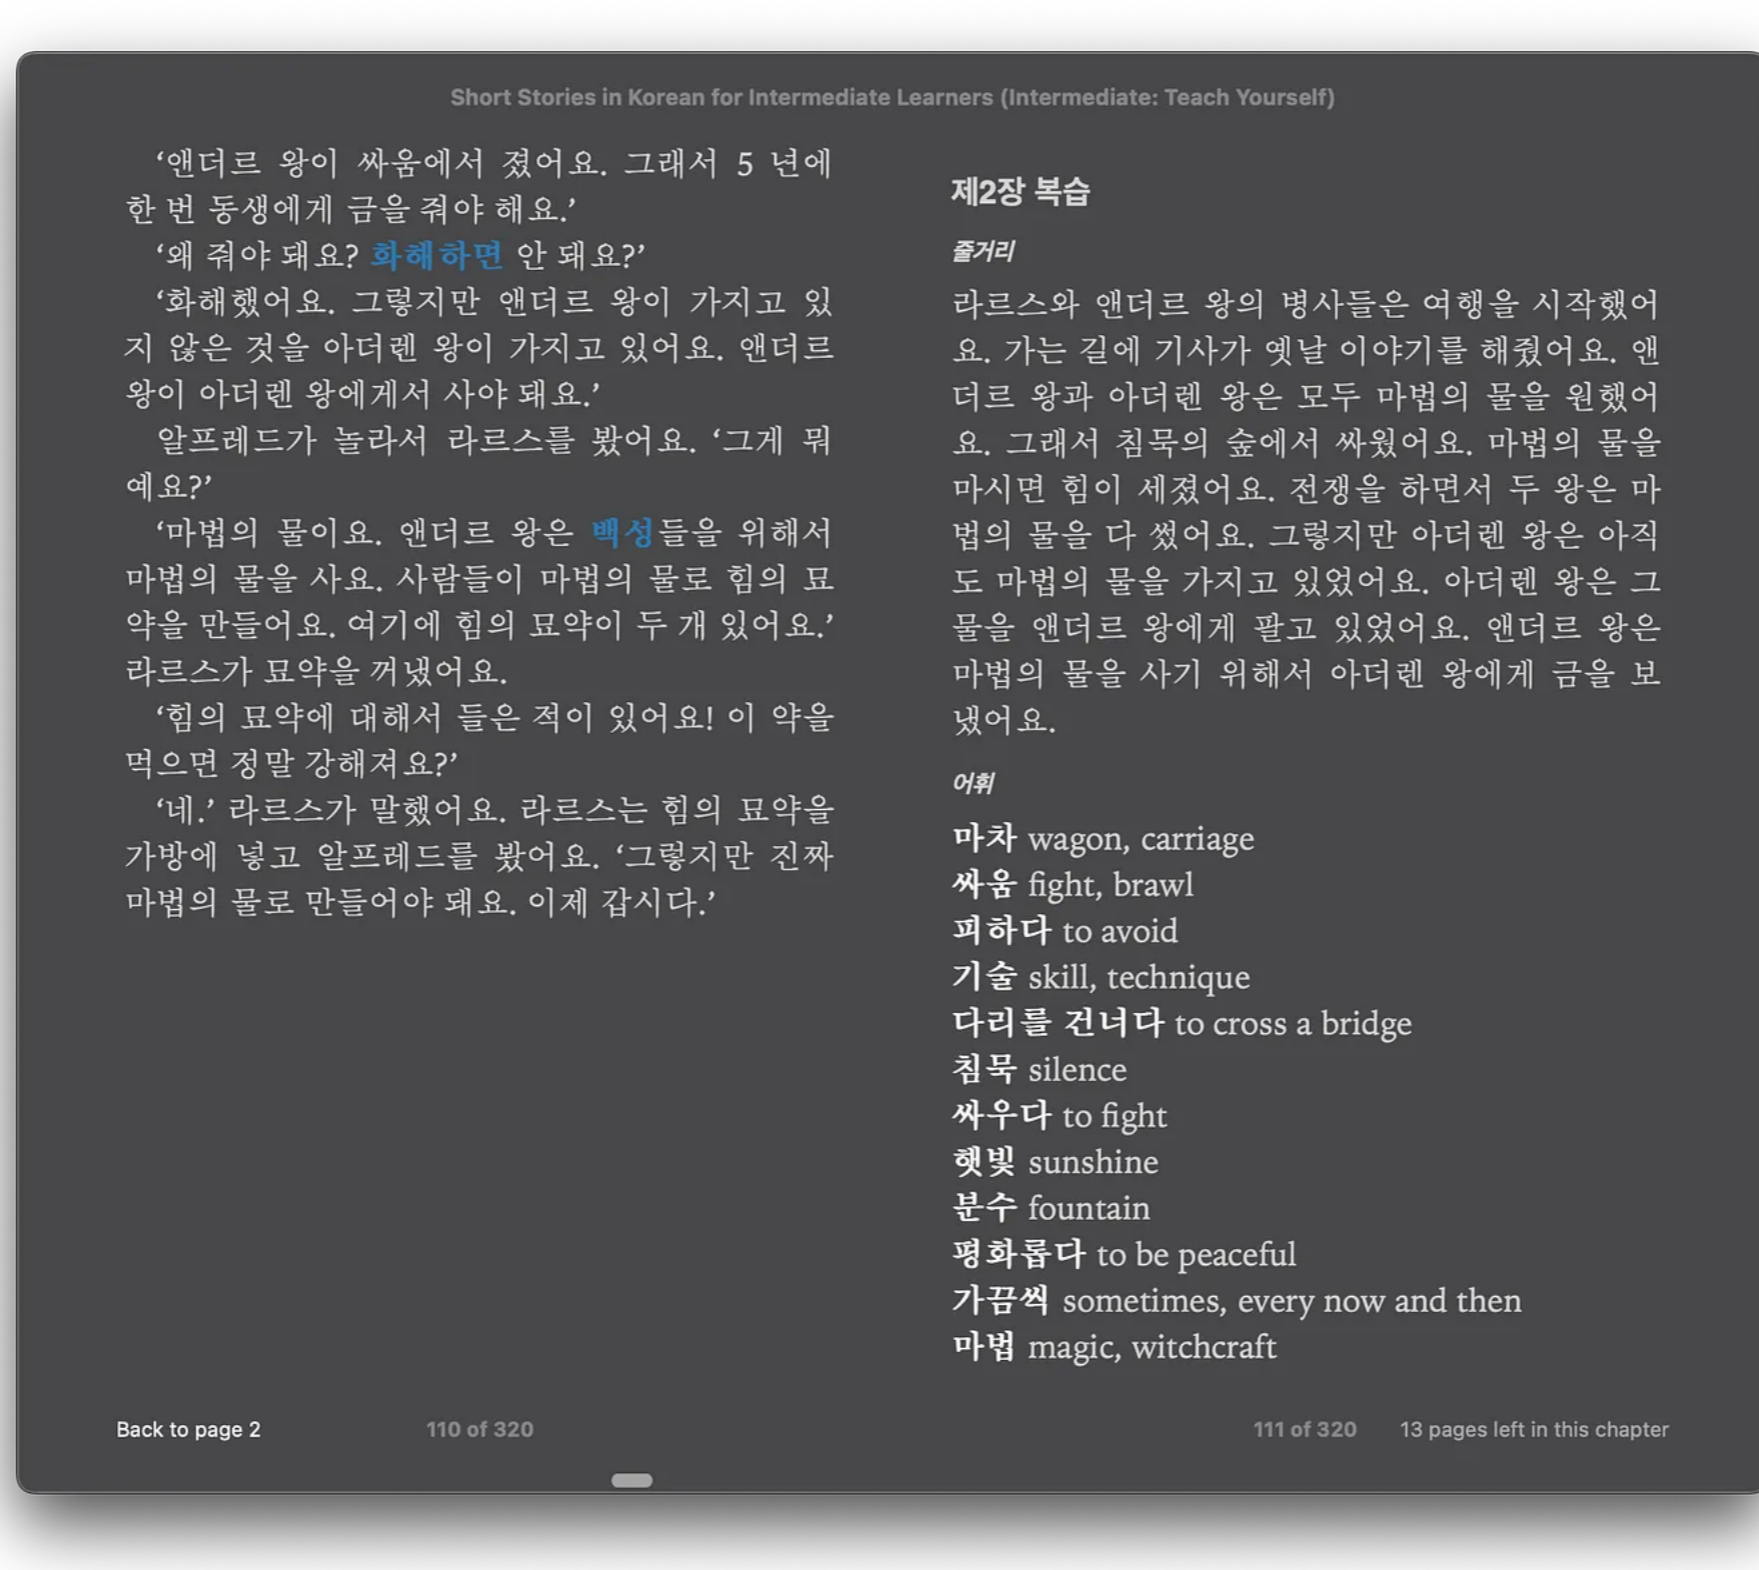 Short Stories in Korean for Intermediate Learners (Intermediate: Teach Yourself)
‘앤더르 왕이 싸움에서 졌어요. 그래서 5 년에
한 번 동생에게 금을 줘야 해요.’
‘왜 줘야 돼요? 화해하면 안 돼요?’
‘화해했어요. 그렇지만 앤더르 왕이 가지고 있
지 않은 것을 아더렌 왕이 가지고 있어요. 앤더르
왕이 아더렌 왕에게서 사야 돼요.’
알프레드가 놀라서 라르스를 봤어요. ‘그게 뭐
예요?’
‘마법의 물이요. 앤더르 왕은 백성들을 위해서
마법의 물을 사요. 사람들이 마법의 물로 힘의 묘
약을 만들어요. 여기에 힘의 묘약이 두 개 있어요.’
라르스가 묘약을 꺼냈어요.
‘힘의 묘약에 대해서 들은 적이 있어요! 이 약을
먹으면 정말 강해져요?’
‘네.’ 라르스가 말했어요. 라르스는 힘의 묘약을
가방에 넣고 알프레드를 봤어요. ‘그렇지만 진짜
마법의 물로 만들어야 돼요. 이제 갑시다.’
제2장 복습
줄거리
라르스와 앤더르 왕의 병사들은 여행을 시작했어
요. 가는 길에 기사가 옛날 이야기를 해줬어요. 앤
더르 왕과 아더렌 왕은 모두 마법의 물을 원했어
요. 그래서 침묵의 숲에서 싸웠어요. 마법의 물을
마시면 힘이 세졌어요. 전쟁을 하면서 두 왕은 마
법의 물을 다 썼어요. 그렇지만 아더렌 왕은 아직
도 마법의 물을 가지고 있었어요. 아더렌 왕은 그
물을 앤더르 왕에게 팔고 있었어요. 앤더르 왕은
마법의 물을 사기 위해서 아더렌 왕에게 금을 보
냈어요.
어휘
마차 wagon, carriage
싸움 fight, brawl
피하다 to avoid
기술 skill, technique
다리를 건너다 to cross a bridge
침묵 silence
싸우다 to fight
햇빛 sunshine
분수 fountain
평화롭다 to be peaceful
가끔씩 sometimes, every now and then
마법 magic, witchcraft
Back to page 2
110 of 320
111 of 320
13 pages left in this chapter